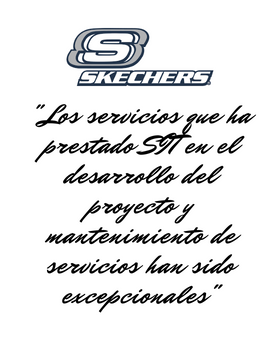 S
SKECHERS
"Los servicios que ha
prestado SIT en el
desarrollo del
proyecto y
mantenimiento de
servicios han sido
excepcionales"